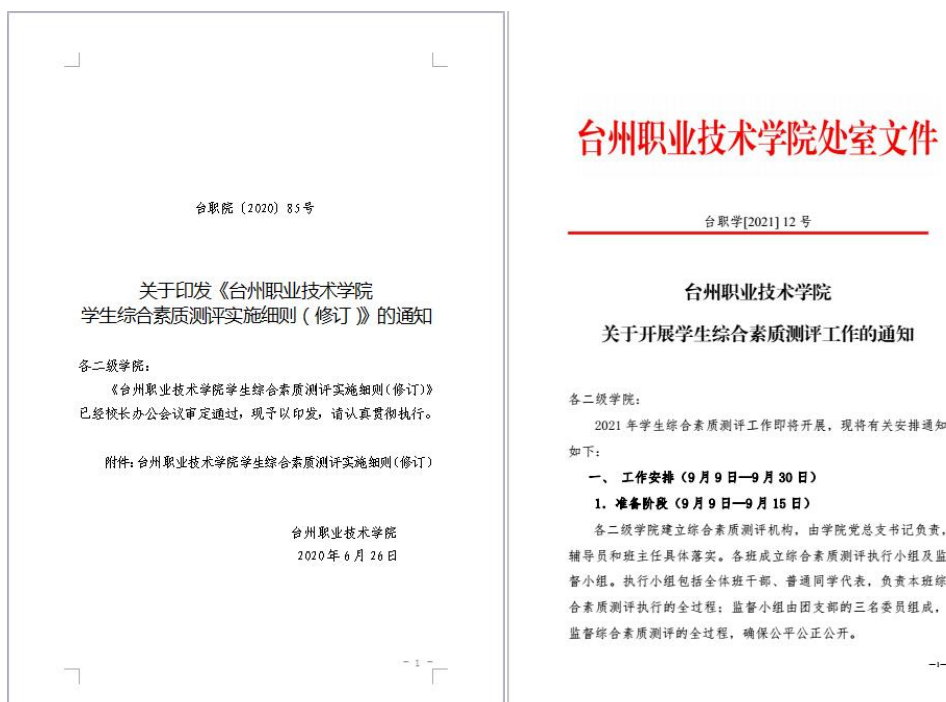 台职院〔2020〕85号
关于印发《台州职业技术学院
学生综合素质测评实施细则（修订）》的通知
各二级学院：
《台州职业技术学院学生综合素质测评实施细则(修订)》
已经校长办公会议审定通过，现予以印发，请认真贯彻执行。
附件：台州职业技术学院学生综合素质测评实施细则(修订)
台州职业技术学院
2020年6月26日
- 1 -
台州职业技术学院处室文件
台职学[2021] 12 号
台州职业技术学院
关于开展学生综合素质测评工作的通知
各二级学院：
2021 年学生综合素质测评工作即将开展，现将有关安排通知
如下：
一、 工作安排（9 月 9 日—9 月 30 日）
1．准备阶段（9 月 9 日—9 月 15 日）
各二级学院建立综合素质测评机构，由学院党总支书记负责，
辅导员和班主任具体落实。各班成立综合素质测评执行小组及监
督小组。执行小组包括全体班干部、普通同学代表，负责本班综
合素质测评执行的全过程；监督小组由团支部的三名委员组成，
监督综合素质测评的全过程，确保公平公正公开。
-1-